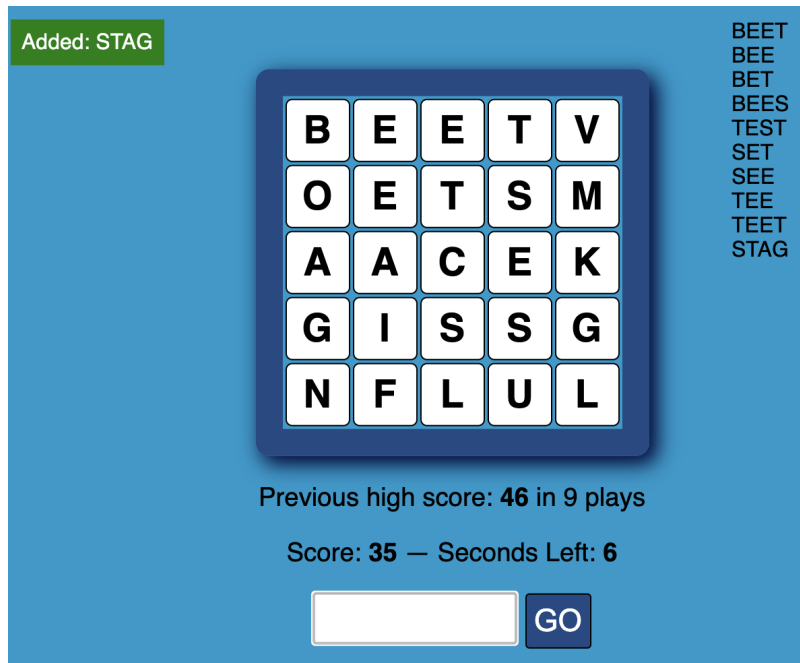 Added: STAG
B E E T V
O E T S M
A A C E K
G I S S G
N F L U L
BEET
BEE
BET
BEES
TEST
SET
SEE
TEE
TEET
STAG
Previous high score: 46 in 9 plays
Score: 35 — Seconds Left: 6
GO